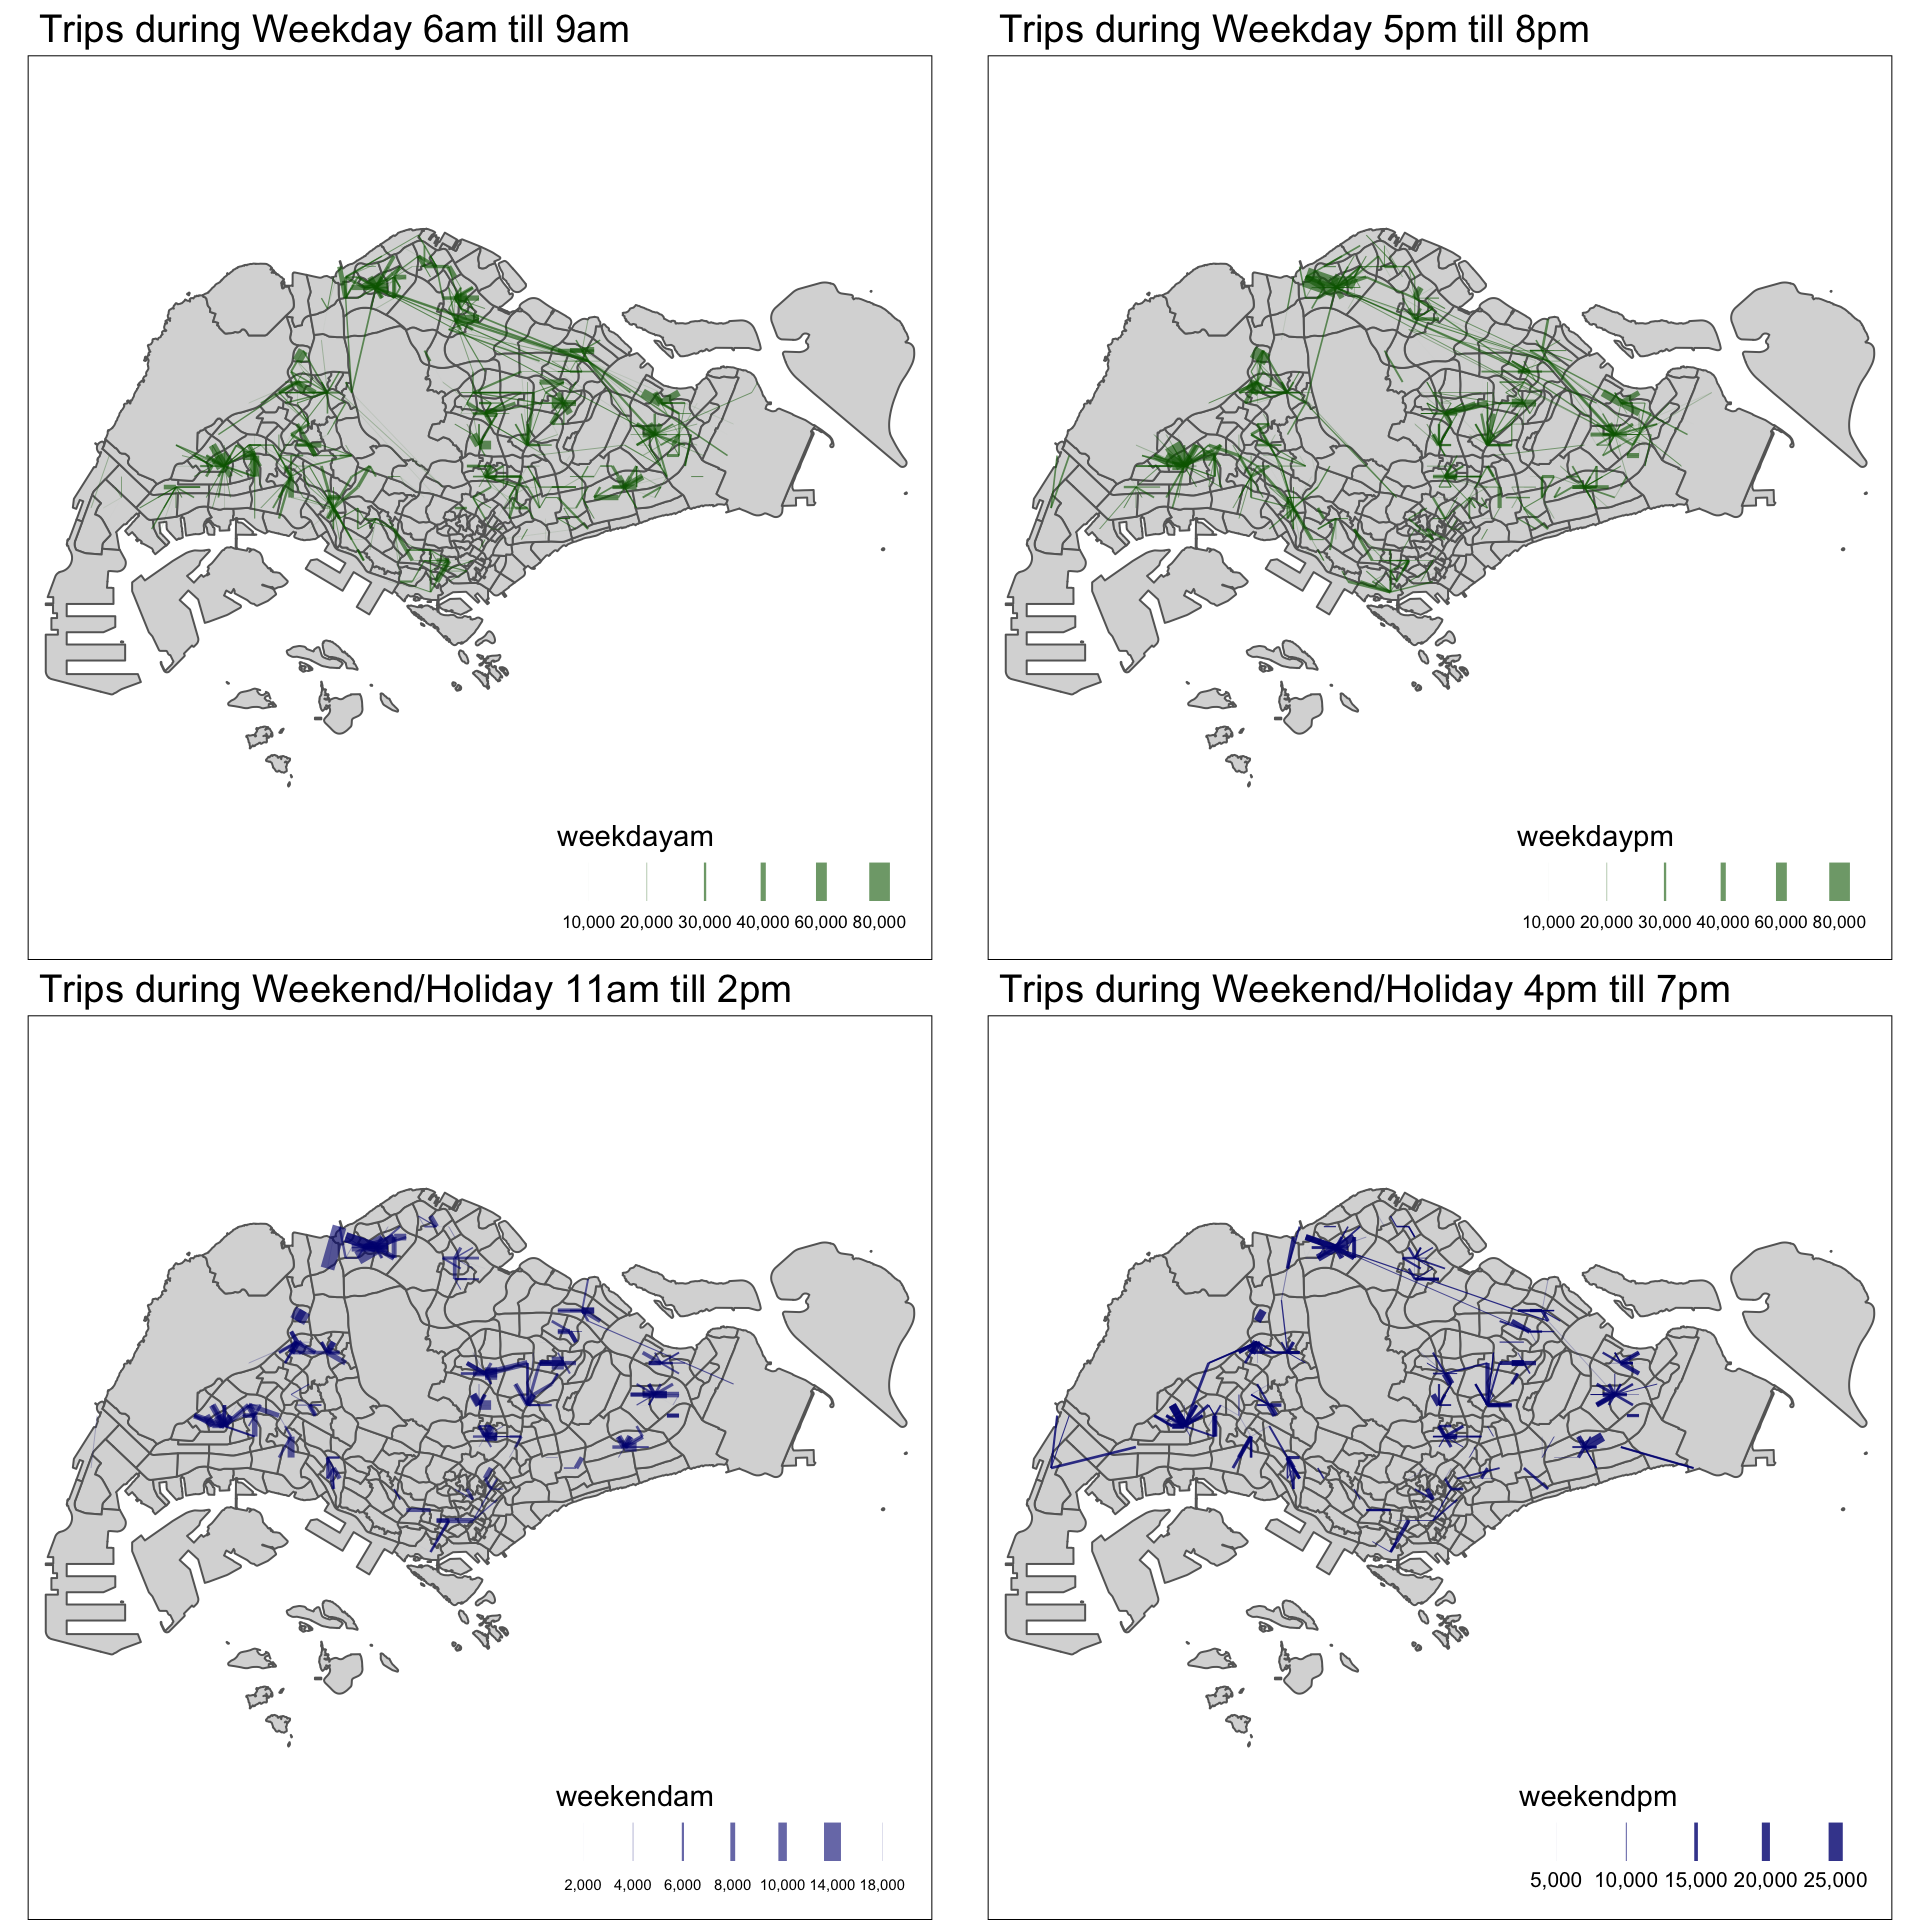 Trips during Weekday 6am till 9am
weekdayam
10,000 20,000 30,000 40,000 60,000 80,000
Trips during Weekday 5pm till 8pm
weekdaypm
10,000 20,000 30,000 40,000 60,000 80,000
Trips during Weekend/Holiday 11am till 2pm
weekendam
2,000 4,000 6,000 8,000 10,000 14,000 18,000
Trips during Weekend/Holiday 4pm till 7pm
weekendpm
5,000 10,000 15,000 20,000 25,000